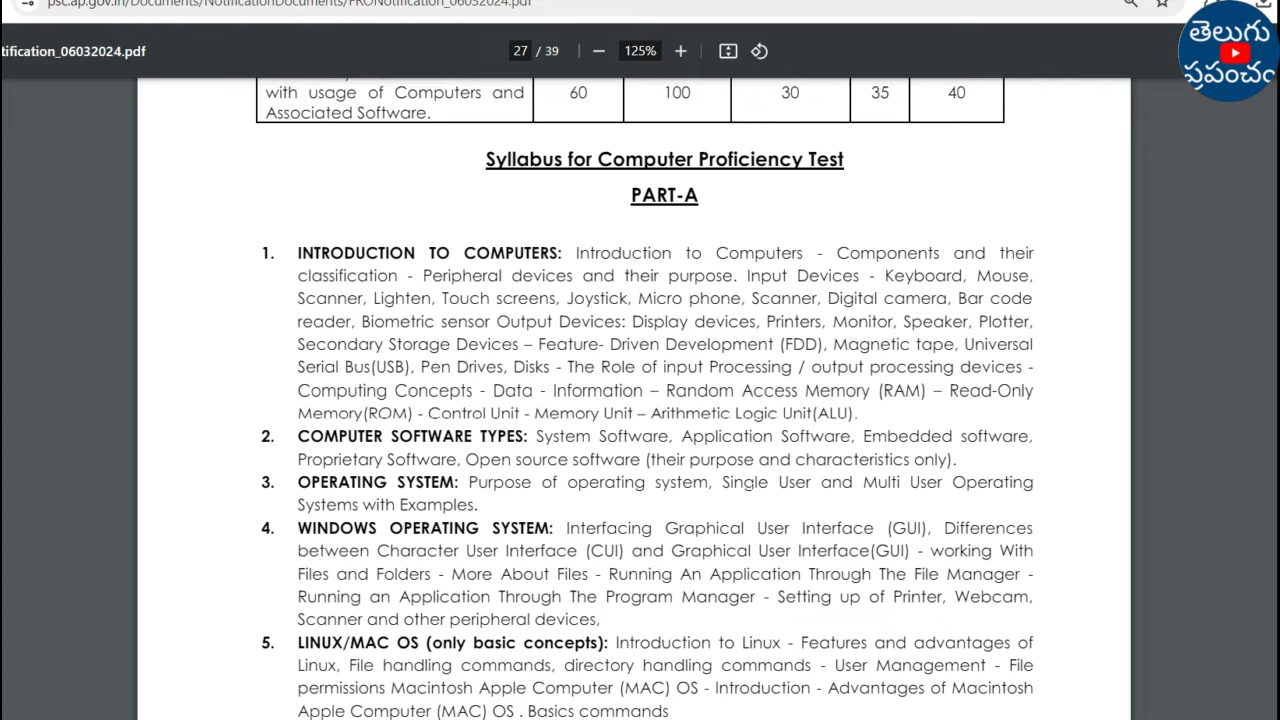 psc.ap.gov.in/Documents/NotificationDocuments/FRONotification_06032024.pdf
tification_06032024.pdf
27 / 39
125%
తెలుగు
ప్రపంచం
with usage of Computers and
Associated Software.
60 100 30 35 40
Syllabus for Computer Proficiency Test
PART-A
1. INTRODUCTION TO COMPUTERS: Introduction to Computers - Components and their
classification - Peripheral devices and their purpose. Input Devices - Keyboard, Mouse,
Scanner, Lighten, Touch screens, Joystick, Micro phone, Scanner, Digital camera, Bar code
reader, Biometric sensor Output Devices: Display devices, Printers, Monitor, Speaker, Plotter,
Secondary Storage Devices – Feature- Driven Development (FDD), Magnetic tape, Universal
Serial Bus(USB), Pen Drives, Disks - The Role of input Processing / output processing devices -
Computing Concepts - Data - Information – Random Access Memory (RAM) – Read-Only
Memory(ROM) - Control Unit - Memory Unit – Arithmetic Logic Unit(ALU).
2. COMPUTER SOFTWARE TYPES: System Software, Application Software, Embedded software,
Proprietary Software, Open source software (their purpose and characteristics only).
3. OPERATING SYSTEM: Purpose of operating system, Single User and Multi User Operating
Systems with Examples.
4. WINDOWS OPERATING SYSTEM: Interfacing Graphical User Interface (GUI), Differences
between Character User Interface (CUI) and Graphical User Interface(GUI) - working With
Files and Folders - More About Files - Running An Application Through The File Manager -
Running an Application Through The Program Manager - Setting up of Printer, Webcam,
Scanner and other peripheral devices,
5. LINUX/MAC OS (only basic concepts): Introduction to Linux - Features and advantages of
Linux, File handling commands, directory handling commands - User Management - File
permissions Macintosh Apple Computer (MAC) OS - Introduction - Advantages of Macintosh
Apple Computer (MAC) OS . Basics commands